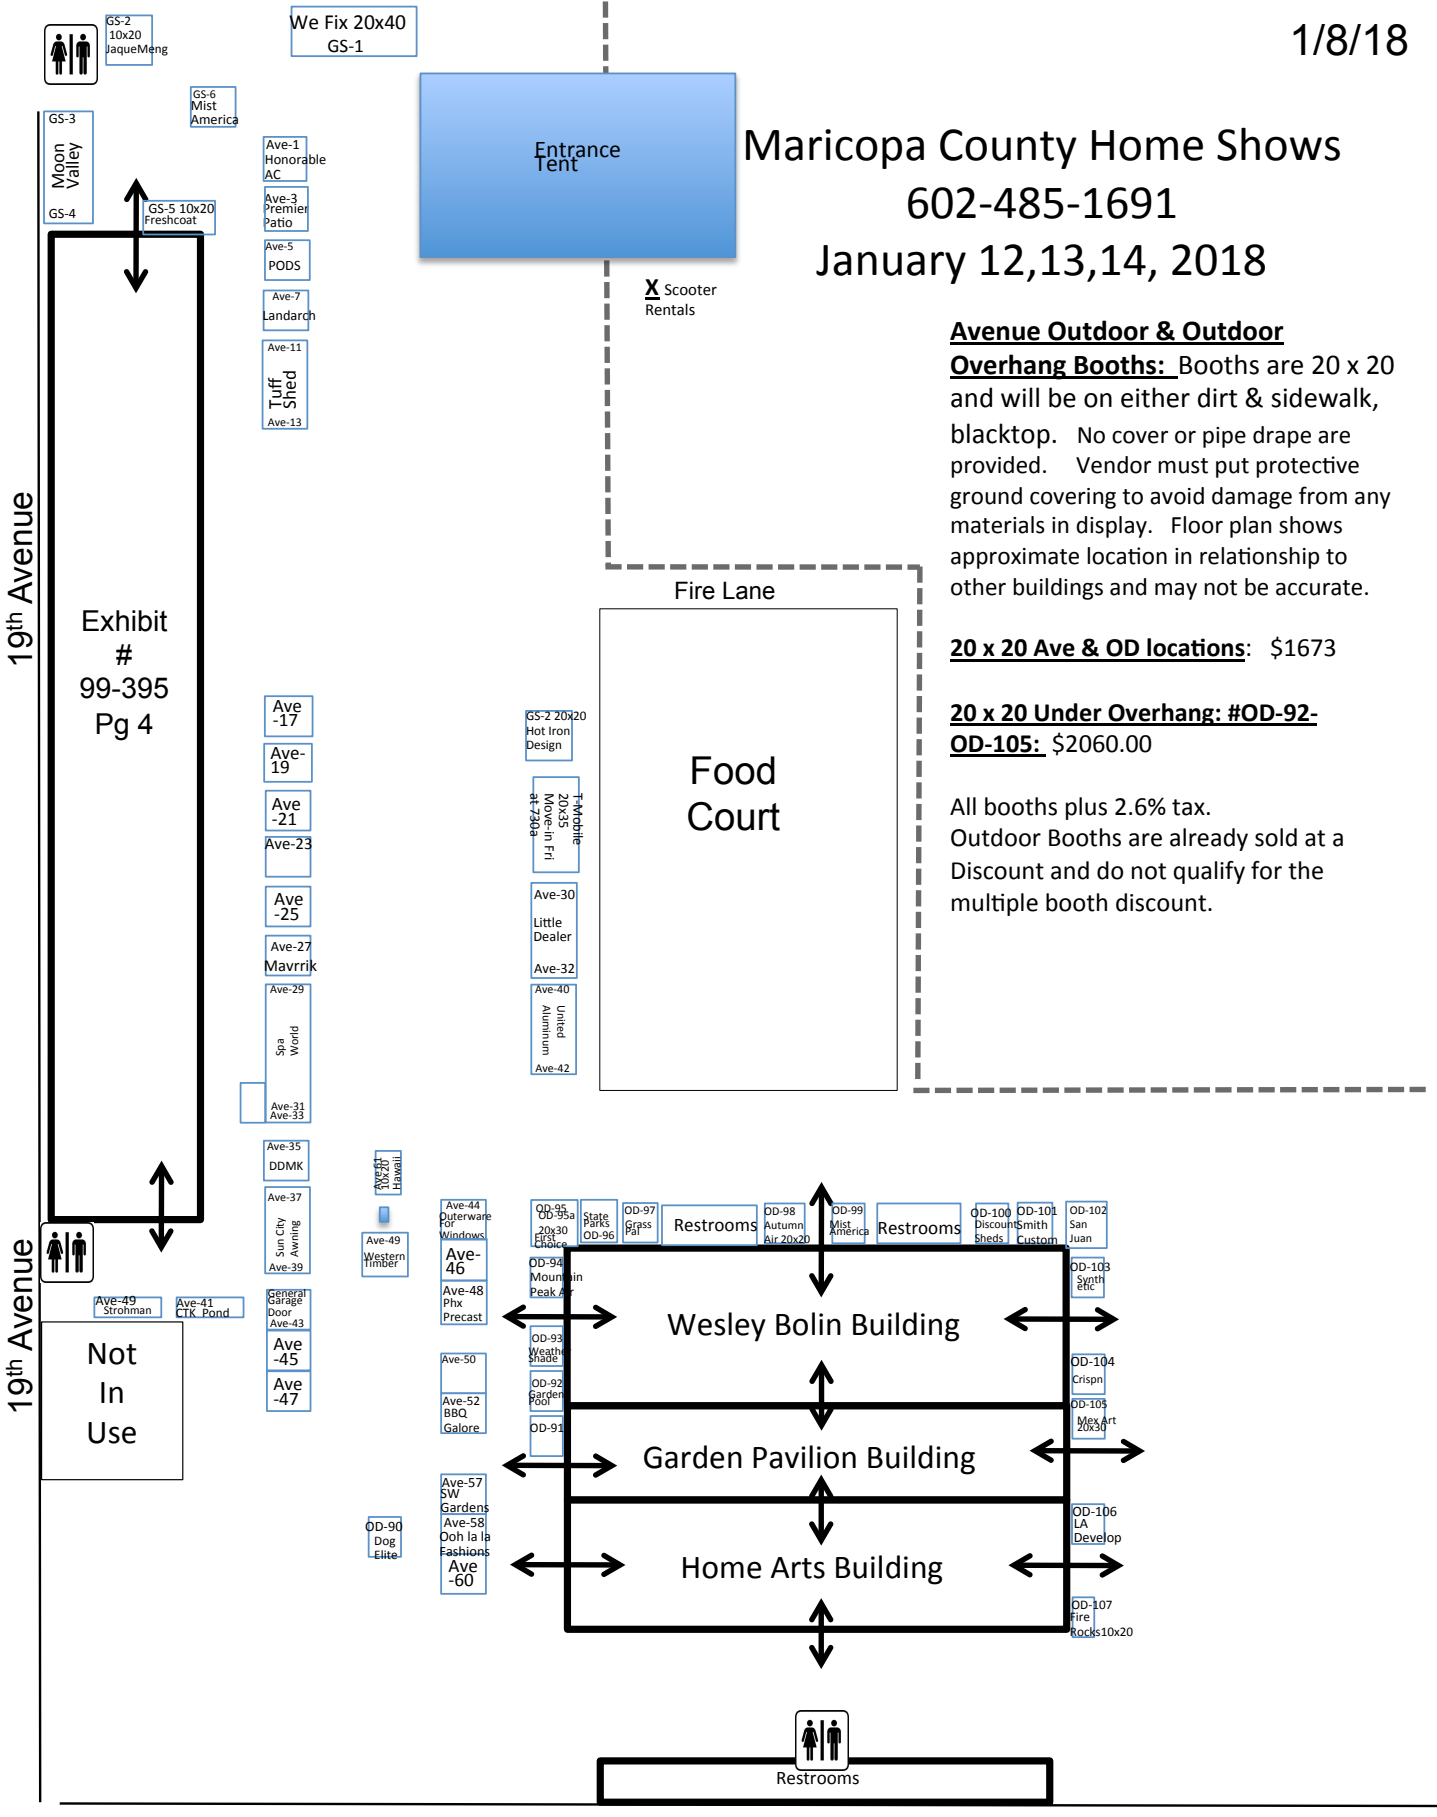 1/8/18
GS-2
10x20
JaqueMeng
We Fix 20x40
GS-1
GS-6
Mist
America
GS-3
Moon
Valley
GS-4
GS-5 10x20
Freshcoat
Ave-1
Honorable
AC
Ave-3
Premier
Patio
Ave-5
PODS
Ave-7
Landarch
Ave-11
Tuff
Shed
Ave-13
Entrance
Tent
X Scooter
Rentals
Maricopa County Home Shows
602-485-1691
January 12,13,14, 2018
Avenue Outdoor & Outdoor
Overhang Booths: Booths are 20 x 20
and will be on either dirt & sidewalk,
blacktop. No cover or pipe drape are
provided. Vendor must put protective
ground covering to avoid damage from any
materials in display. Floor plan shows
approximate location in relationship to
other buildings and may not be accurate.
20 x 20 Ave & OD locations: $1673
20 x 20 Under Overhang: #OD-92-
OD-105: $2060.00
All booths plus 2.6% tax.
Outdoor Booths are already sold at a
Discount and do not qualify for the
multiple booth discount.
19th Avenue
Exhibit
#
99-395
Pg 4
Fire Lane
Food
Court
Ave
-17
Ave-
19
Ave
-21
Ave-23
Ave
-25
Ave-27
Mavrrik
Ave-29
Spa
World
Ave-31
Ave-33
Ave-35
DDMK
Ave-37
Sun City
Awning
Ave-39
General
Garage
Door
Ave-43
Ave
-45
Ave
-47
GS-2 20x20
Hot Iron
Design
T-Mobile
20x35
Move-in Fri
at 730a
Ave-30
Little
Dealer
Ave-32
Ave-40
United
Aluminum
Ave-42
Ave-61
10x20
Hawaii
Ave-49
Western
Timber
19th Avenue
Ave-49
Strohman
Ave-41
CTK Pond
Not
In
Use
Ave-44
Outerware
For
Windows
Ave-
46
Ave-48
Phx
Precast
Ave-50
Ave-52
BBQ
Galore
Ave-57
SW
Gardens
Ave-58
Ooh la la
Fashions
Ave
-60
OD-90
Dog
Elite
OD-95
OD-95a
20x30
First
Choice
State
Parks
OD-96
OD-97
Grass
Pal
Restrooms
OD-98
Autumn
Air 20x20
OD-99
Mist
America
Restrooms
OD-100
Discount
Sheds
OD-101
Smith
Custom
OD-102
San
Juan
OD-94
Mountain
Peak Air
OD-93
Weather
Shade
OD-92
Garden
Pool
OD-91
OD-103
Synth
etic
OD-104
Crispn
OD-105
Mex Art
20x30
OD-106
LA
Develop
OD-107
Fire
Rocks10x20
Wesley Bolin Building
Garden Pavilion Building
Home Arts Building
Restrooms